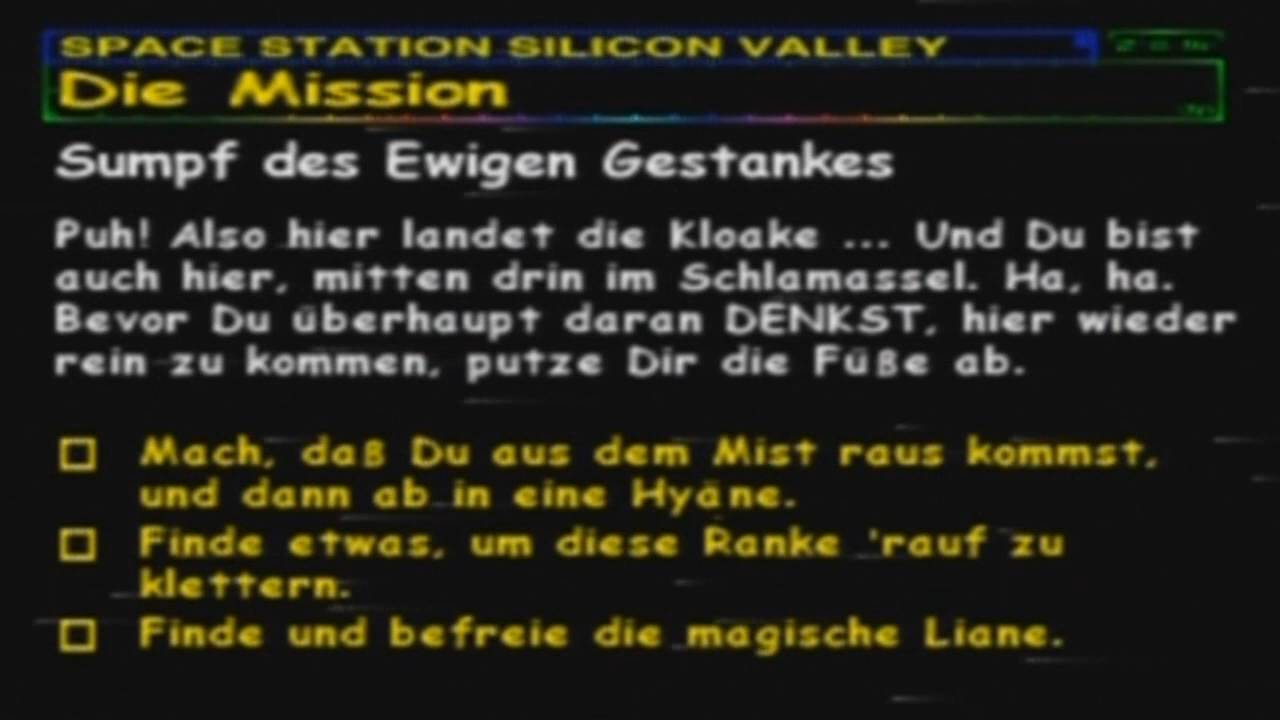 SPACE STATION SILICON VALLEY
Die Mission
Sumpf des Ewigen Gestankes
Puh! Also hier landet die Kloake ... Und Du bist
auch hier, mitten drin im Schlamassel. Ha, ha.
Bevor Du überhaupt daran DENKST, hier wieder
rein zu kommen, putze Dir die Füße ab.
Mach, daß Du aus dem Mist raus kommst,
und dann ab in eine Hyäne.
Finde etwas, um diese Ranke 'rauf zu
klettern.
Finde und befreie die magische Liane.